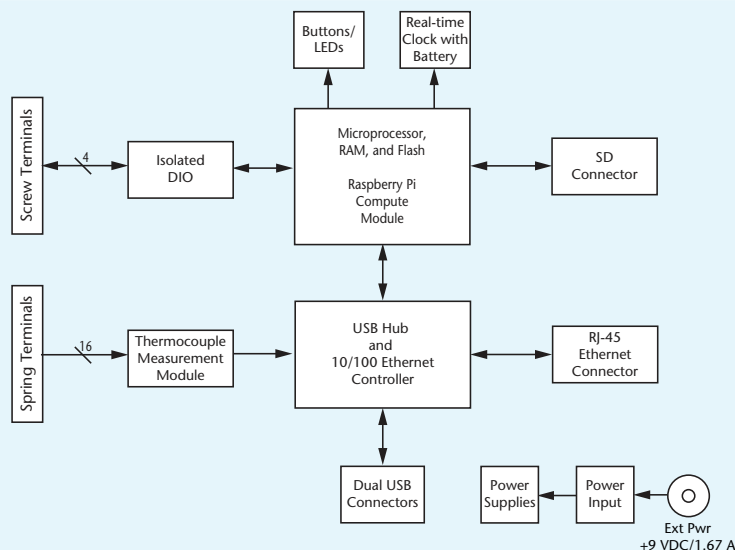 Buttons/
LEDs
Real-time
Clock with
Battery
Screw Terminals
4
Isolated
DIO
Microprocessor,
RAM, and Flash
Raspberry Pi
Compute
Module
SD
Connector
Spring Terminals
16
Thermocouple
Measurement
Module
USB Hub
and
10/100 Ethernet
Controller
RJ-45
Ethernet
Connector
Dual USB
Connectors
Power
Supplies
Power
Input
Ext Pwr
+9 VDC/1.67 A